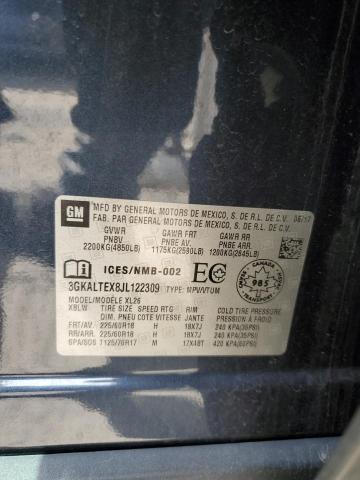 GM
MFD BY GENERAL MOTORS DE MEXICO, S. DE R.L. DE C.V. 06/17
FAB. PAR GENERAL MOTORS DE MEXICO, S. DE R.L. DE C.V.
GVWR GAWR FRT GAWR RR
PNBV PNBE AV. PNBE ARR.
2200KG(4850LB) 1175KG(2590LB) 1290KG(2845LB)
ICES/NMB-002 EC
CANADA
985
3GKALTEX8JL122309 TYPE: MPV/VTUM
MODEL/MODÈLE XL26
XBLW TIRE SIZE SPEED RTG RIM COLD TIRE PRESSURE
DIM. PNEU COTE VITESSE JANTE PRESSION À FROID
FRT/AV. 225/60R18 H 18X7J 240 KPA(35PSI)
RR/ARR. 225/60R18 H 18X7J 240 KPA(35PSI)
SPA/SOS T125/70R17 M 17X4BT 420 KPA(60PSI)